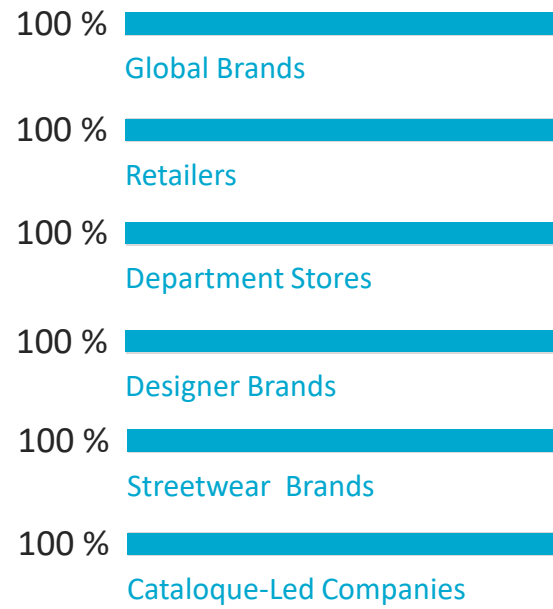 100 %
Global Brands
100 %
Retailers
100 %
Department Stores
100 %
Designer Brands
100 %
Streetwear  Brands
100 %
Cataloque-Led Companies